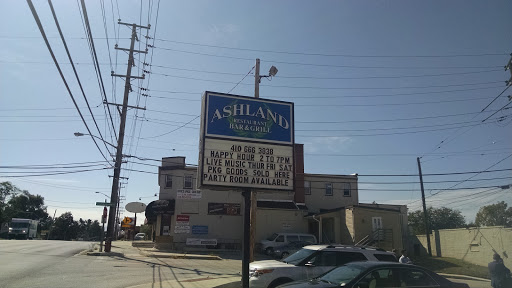 ASHLAND
RESTAURANT
BAR & GRILL
410 666 3838
HAPPY HOUR 2 TO 7PM
LIVE MUSIC THUR FRI SAT
PKG GOODS SOLD HERE
PARTY ROOM AVAILABLE